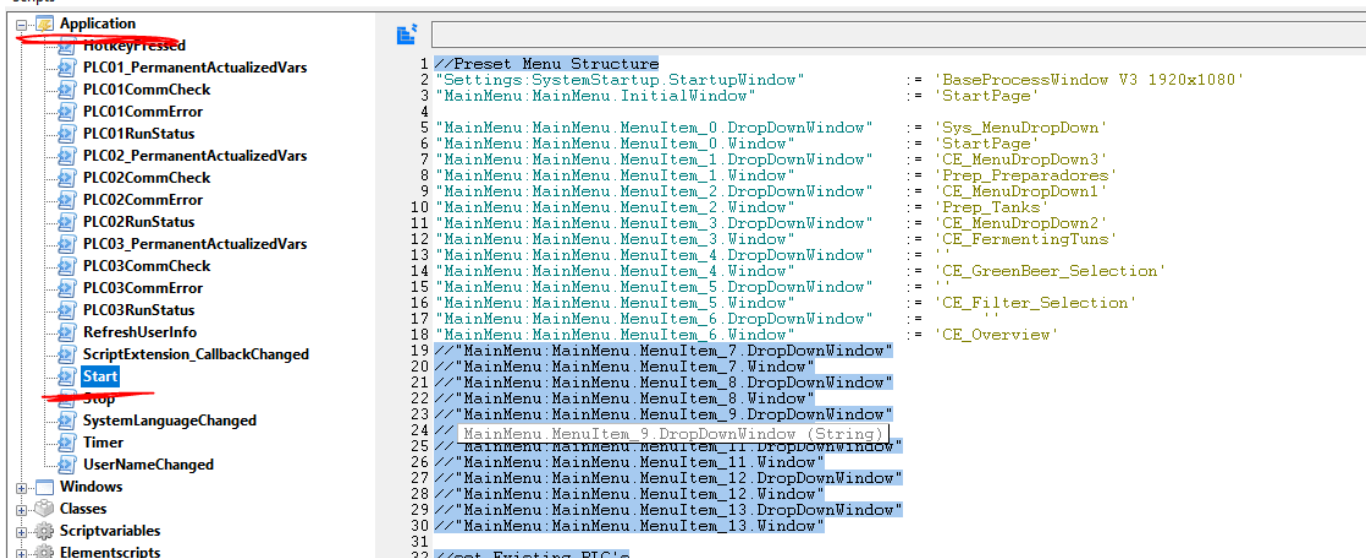 Application
HotkeyPressed
PLC01_PermanentActualizedVars
PLC01CommCheck
PLC01CommError
PLC01RunStatus
PLC02_PermanentActualizedVars
PLC02CommCheck
PLC02CommError
PLC02RunStatus
PLC03_PermanentActualizedVars
PLC03CommCheck
PLC03CommError
PLC03RunStatus
RefreshUserInfo
ScriptExtension_CallbackChanged
Start
Stop
SystemLanguageChanged
Timer
UserNameChanged
Windows
Classes
Scriptvariables
Elementscripts
1 //Preset Menu Structure
2 "Settings:SystemStartup.StartupWindow" := 'BaseProcessWindow V3 1920x1080'
3 "MainMenu:MainMenu.InitialWindow" := 'StartPage'
4
5 "MainMenu:MainMenu.MenuItem_0.DropDownWindow" := 'Sys_MenuDropDown'
6 "MainMenu:MainMenu.MenuItem_0.Window" := 'StartPage'
7 "MainMenu:MainMenu.MenuItem_1.DropDownWindow" := 'CE_MenuDropDown3'
8 "MainMenu:MainMenu.MenuItem_1.Window" := 'Prep_Preparadores'
9 "MainMenu:MainMenu.MenuItem_2.DropDownWindow" := 'CE_MenuDropDown1'
10 "MainMenu:MainMenu.MenuItem_2.Window" := 'Prep_Tanks'
11 "MainMenu:MainMenu.MenuItem_3.DropDownWindow" := 'CE_MenuDropDown2'
12 "MainMenu:MainMenu.MenuItem_3.Window" := 'CE_FermentingTuns'
13 "MainMenu:MainMenu.MenuItem_4.DropDownWindow" := ''
14 "MainMenu:MainMenu.MenuItem_4.Window" := 'CE_GreenBeer_Selection'
15 "MainMenu:MainMenu.MenuItem_5.DropDownWindow" := ''
16 "MainMenu:MainMenu.MenuItem_5.Window" := 'CE_Filter_Selection'
17 "MainMenu:MainMenu.MenuItem_6.DropDownWindow" := ''
18 "MainMenu:MainMenu.MenuItem_6.Window" := 'CE_Overview'
19 //"MainMenu:MainMenu.MenuItem_7.DropDownWindow"
20 //"MainMenu:MainMenu.MenuItem_7.Window"
21 //"MainMenu:MainMenu.MenuItem_8.DropDownWindow"
22 //"MainMenu:MainMenu.MenuItem_8.Window"
23 //"MainMenu:MainMenu.MenuItem_9.DropDownWindow"
24 //
MainMenu.MenuItem_9.DropDownWindow (String)
25 //"MainMenu:MainMenu.MenuItem_11.DropDownWindow"
26 //"MainMenu:MainMenu.MenuItem_11.Window"
27 //"MainMenu:MainMenu.MenuItem_12.DropDownWindow"
28 //"MainMenu:MainMenu.MenuItem_12.Window"
29 //"MainMenu:MainMenu.MenuItem_13.DropDownWindow"
30 //"MainMenu:MainMenu.MenuItem_13.Window"
31
32 //set Existing PLC's